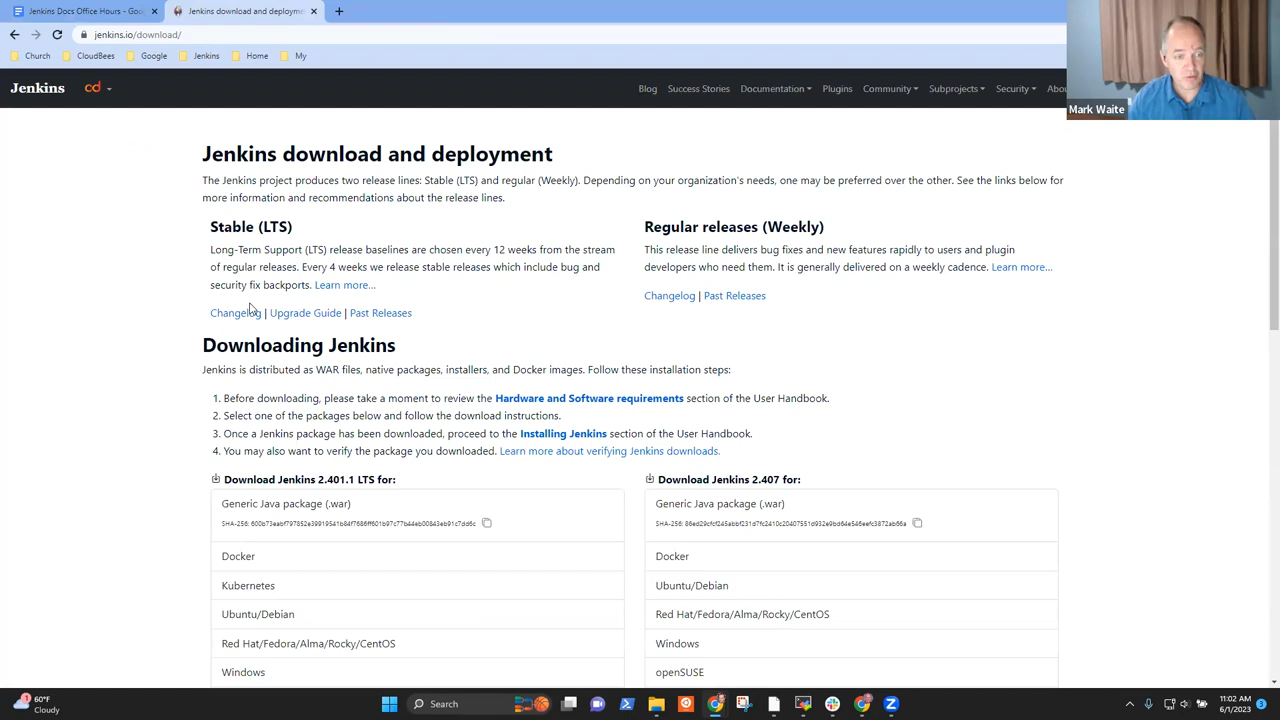 Jenkins Docs Office Hours - Goo
Jenkins download and deployme
jenkins.io/download/
Church
CloudBees
Google
Jenkins
Home
My
Jenkins
cd
Blog
Success Stories
Documentation
Plugins
Community
Subprojects
Security
Abou
Mark Waite
Jenkins download and deployment
The Jenkins project produces two release lines: Stable (LTS) and regular (Weekly). Depending on your organization's needs, one may be preferred over the other. See the links below for
more information and recommendations about the release lines.
Stable (LTS)
Long-Term Support (LTS) release baselines are chosen every 12 weeks from the stream
of regular releases. Every 4 weeks we release stable releases which include bug and
security fix backports. Learn more...
Changelog | Upgrade Guide | Past Releases
Regular releases (Weekly)
This release line delivers bug fixes and new features rapidly to users and plugin
developers who need them. It is generally delivered on a weekly cadence. Learn more...
Changelog | Past Releases
Downloading Jenkins
Jenkins is distributed as WAR files, native packages, installers, and Docker images. Follow these installation steps:
1. Before downloading, please take a moment to review the Hardware and Software requirements section of the User Handbook.
2. Select one of the packages below and follow the download instructions.
3. Once a Jenkins package has been downloaded, proceed to the Installing Jenkins section of the User Handbook.
4. You may also want to verify the package you downloaded. Learn more about verifying Jenkins downloads.
Download Jenkins 2.401.1 LTS for:
Generic Java package (.war)
SHA-256:
Docker
Kubernetes
Ubuntu/Debian
Red Hat/Fedora/Alma/Rocky/CentOS
Windows
Download Jenkins 2.407 for:
Generic Java package (.war)
SHA-256:
Docker
Ubuntu/Debian
Red Hat/Fedora/Alma/Rocky/CentOS
Windows
openSUSE
1
60°F
Cloudy
Search
11:02 AM
6/1/2023
3